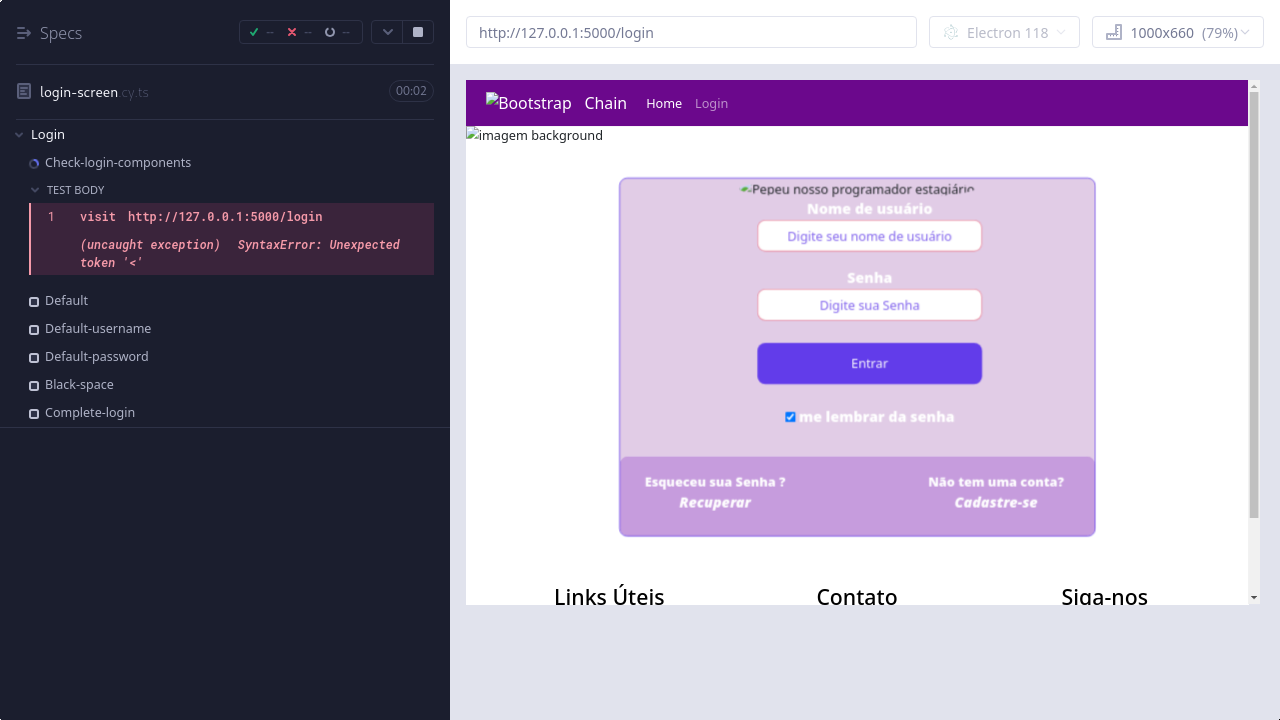 Specs
--
--
--
login-screen.cy.ts
00:02
Login
Check-login-components
TEST BODY
1 visit http://127.0.0.1:5000/login
(uncaught exception) SyntaxError: Unexpected
token '<'
Default
Default-username
Default-password
Black-space
Complete-login
http://127.0.0.1:5000/login
Electron 118
1000x660 (79%)
Bootstrap
Chain
Home
Login
imagem background
Pepeu nosso programador estagiário
Nome de usuário
Digite seu nome de usuário
Senha
Digite sua Senha
Entrar
me lembrar da senha
Esqueceu sua Senha ?
Recuperar
Não tem uma conta?
Cadastre-se
Links Úteis
Contato
Siga-nos